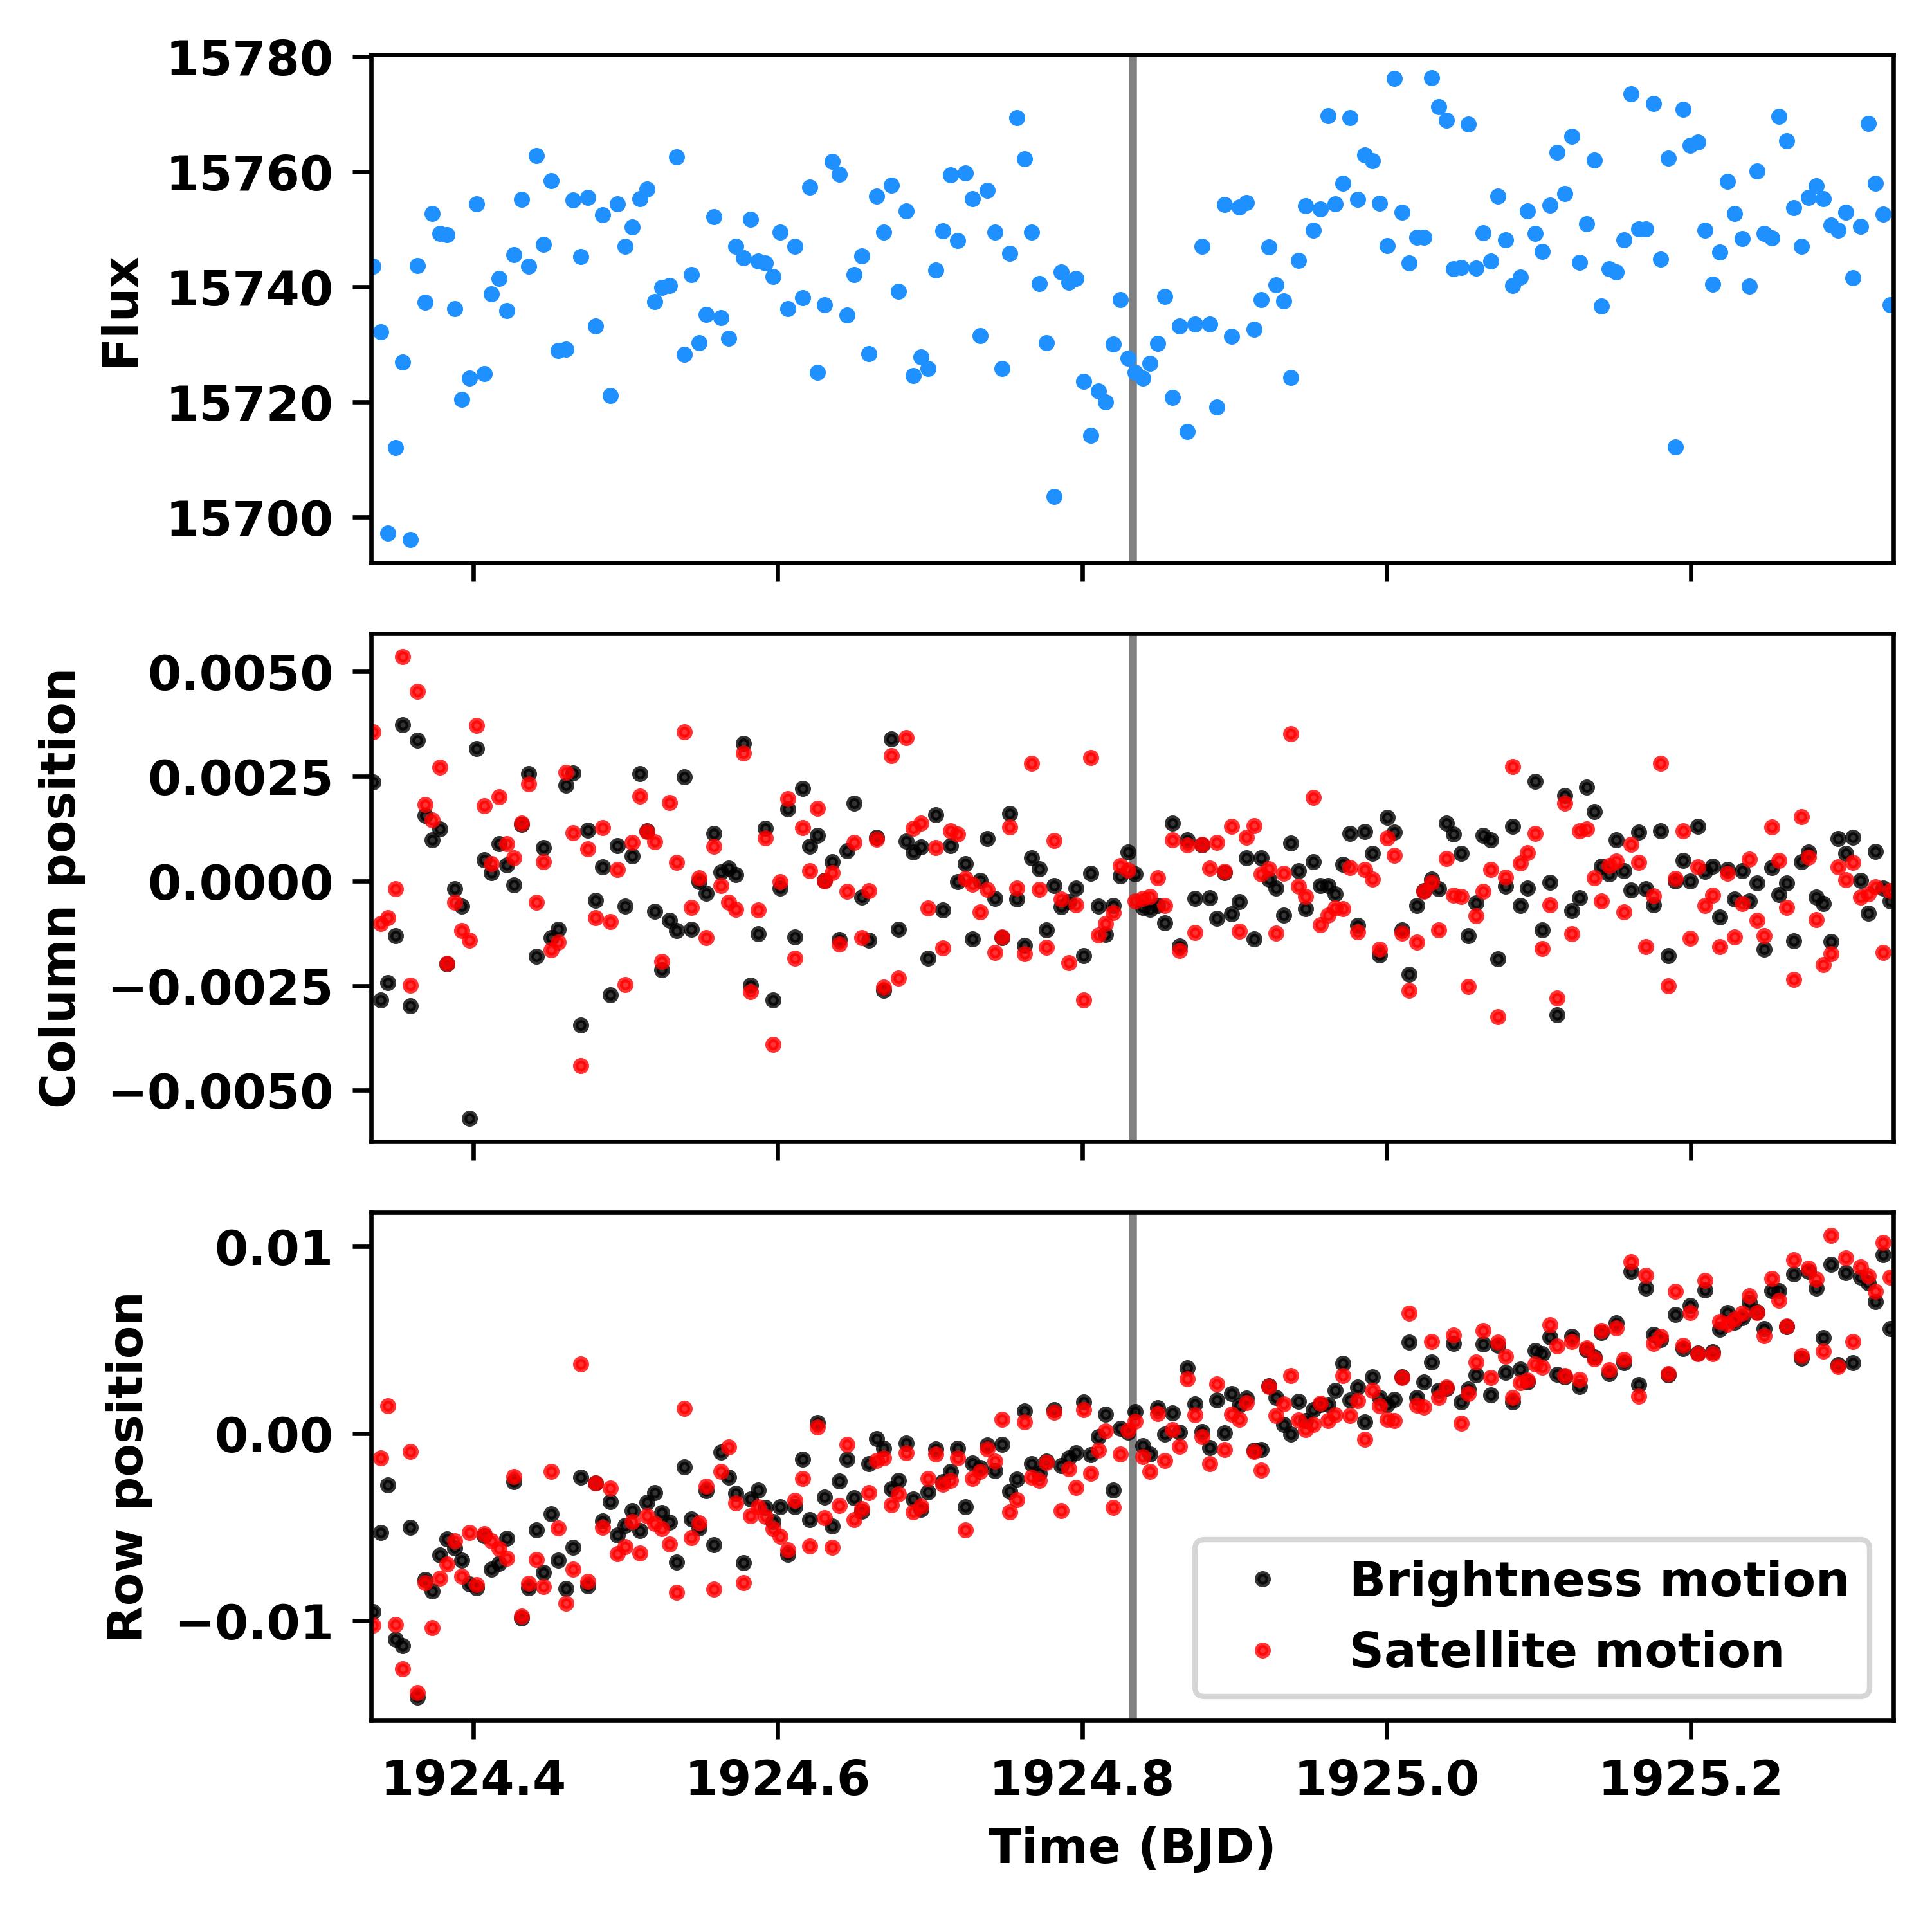 15780
15760
15740
15720
15700
Flux
0.0050
0.0025
0.0000
−0.0025
−0.0050
Column position
0.01
0.00
−0.01
Row position
Brightness motion
Satellite motion
1924.4 1924.6 1924.8 1925.0 1925.2
Time (BJD)